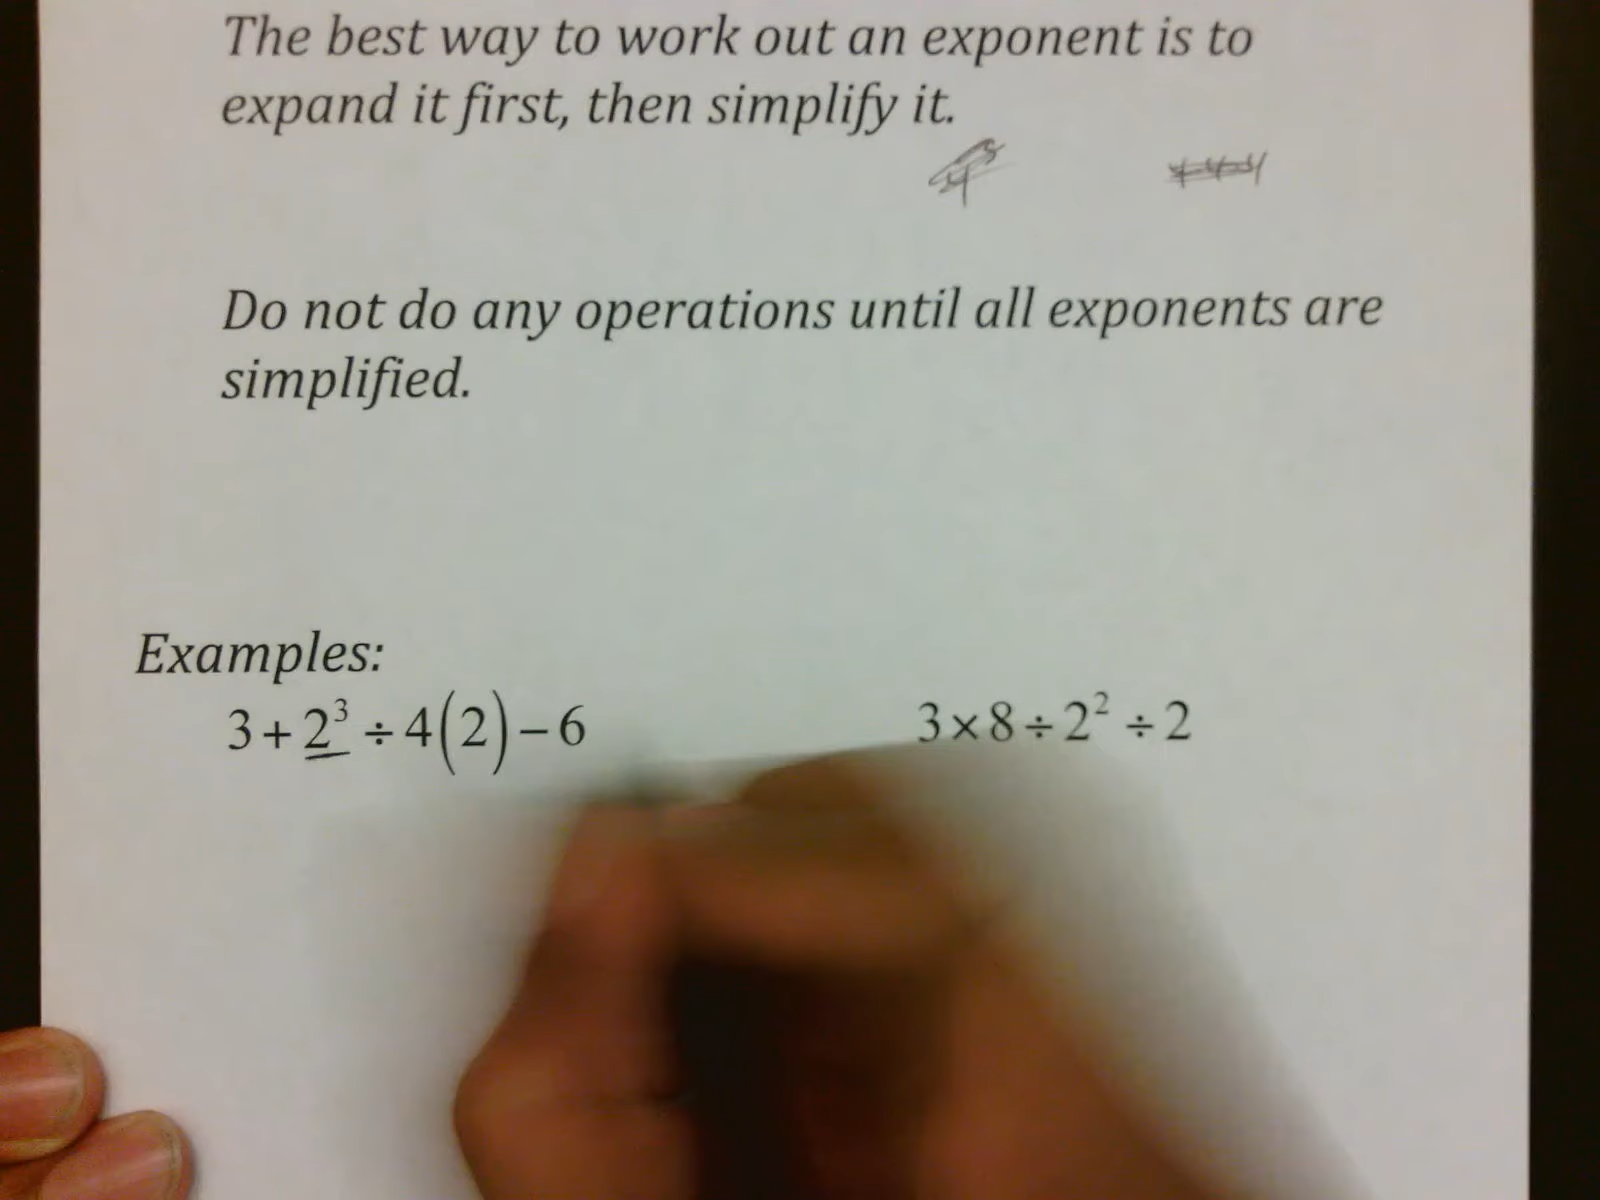 The best way to work out an exponent is to
expand it first, then simplify it.
Do not do any operations until all exponents are
simplified.
Examples:
3 + 2³ ÷ 4(2) − 6
3 × 8 ÷ 2² ÷ 2